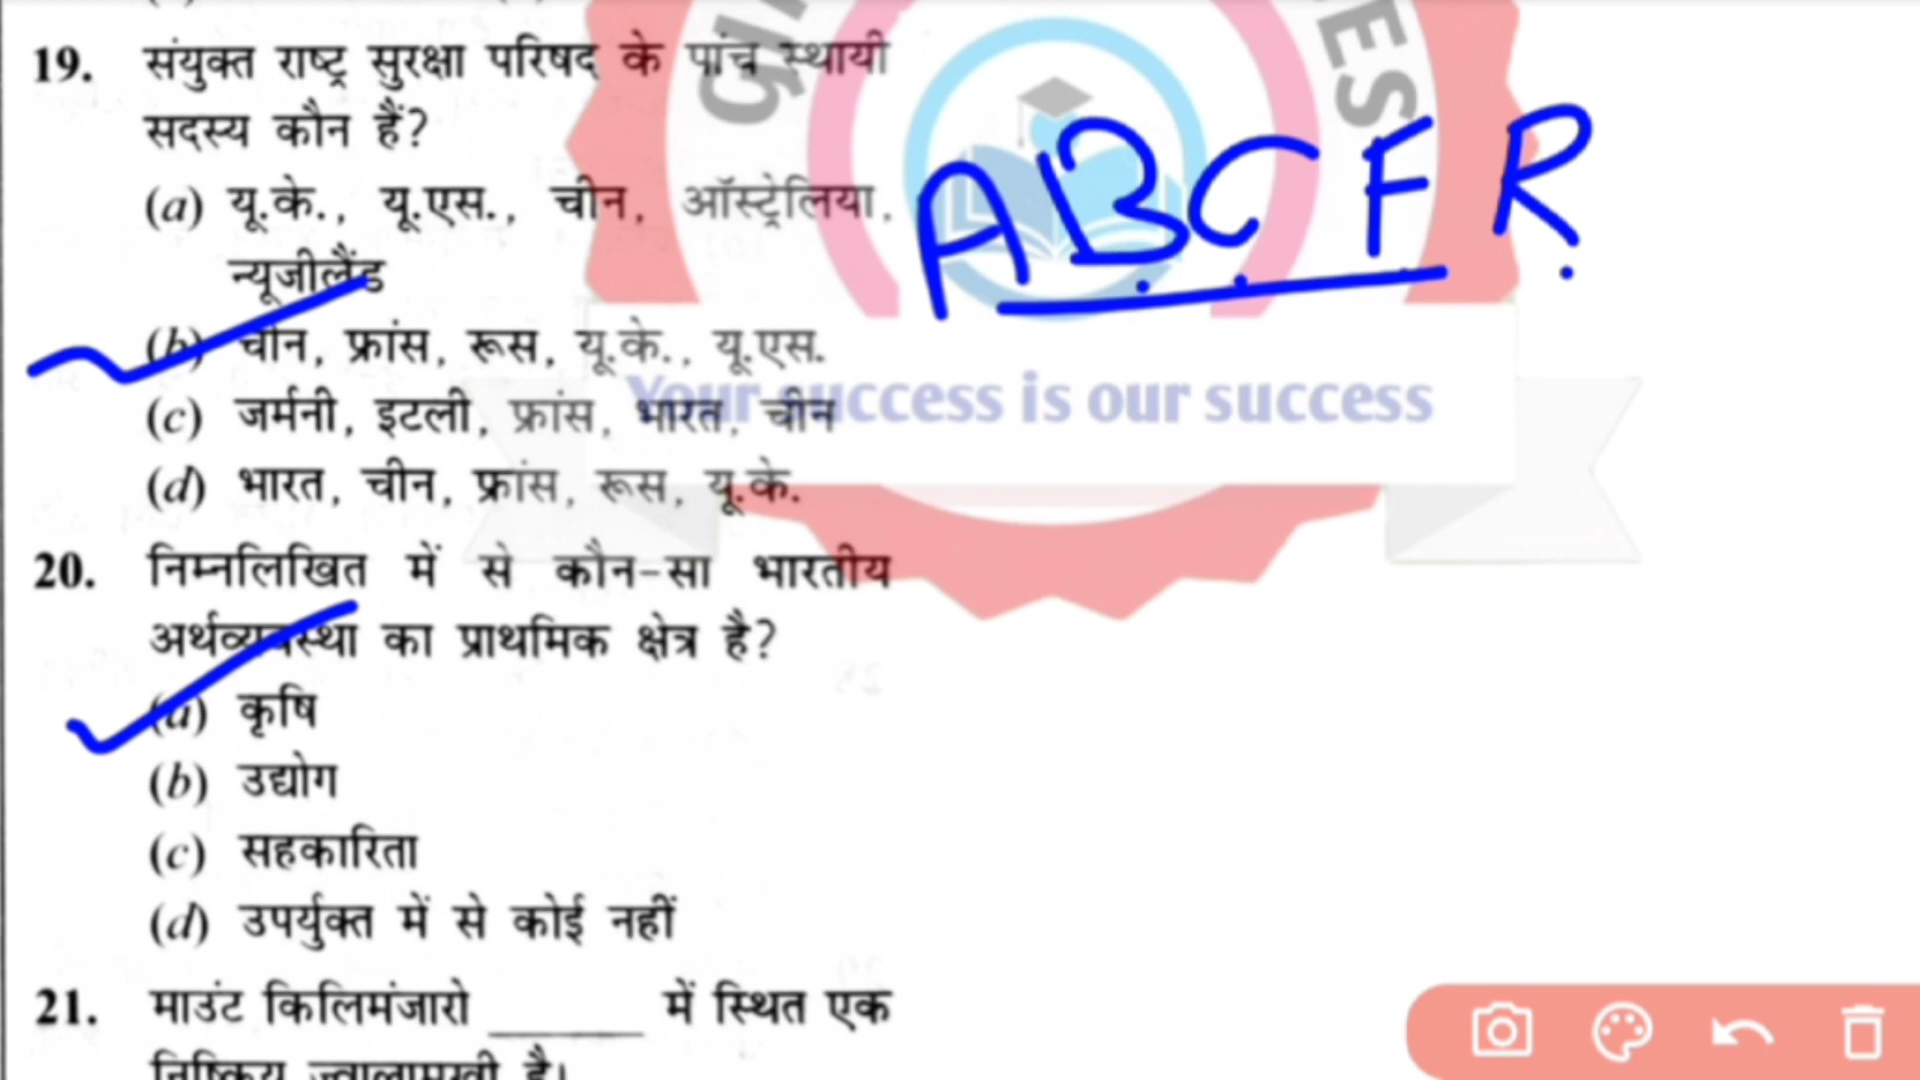 19. संयुक्त राष्ट्र सुरक्षा परिषद के पांच स्थायी
सदस्य कौन हैं?
(a) यू.के., यू.एस., चीन, ऑस्ट्रेलिया,
न्यूजीलैंड
(b) चीन, फ्रांस, रूस, यू.के., यू.एस.
(c) जर्मनी, इटली, फ्रांस, भारत, चीन
(d) भारत, चीन, फ्रांस, रूस, यू.के.
20. निम्नलिखित में से कौन-सा भारतीय
अर्थव्यवस्था का प्राथमिक क्षेत्र है?
(a) कृषि
(b) उद्योग
(c) सहकारिता
(d) उपर्युक्त में से कोई नहीं
21. माउंट किलिमंजारो ______ में स्थित एक
निष्क्रिय ज्वालामुखी है।
A B C F R
Your success is our success